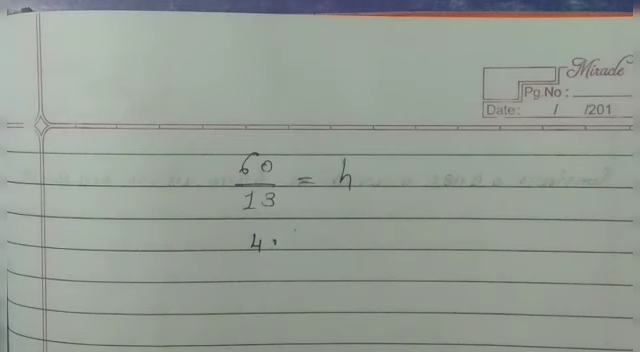 Miracle
Pg.No:
Date: / /201
60/13 = h
4.